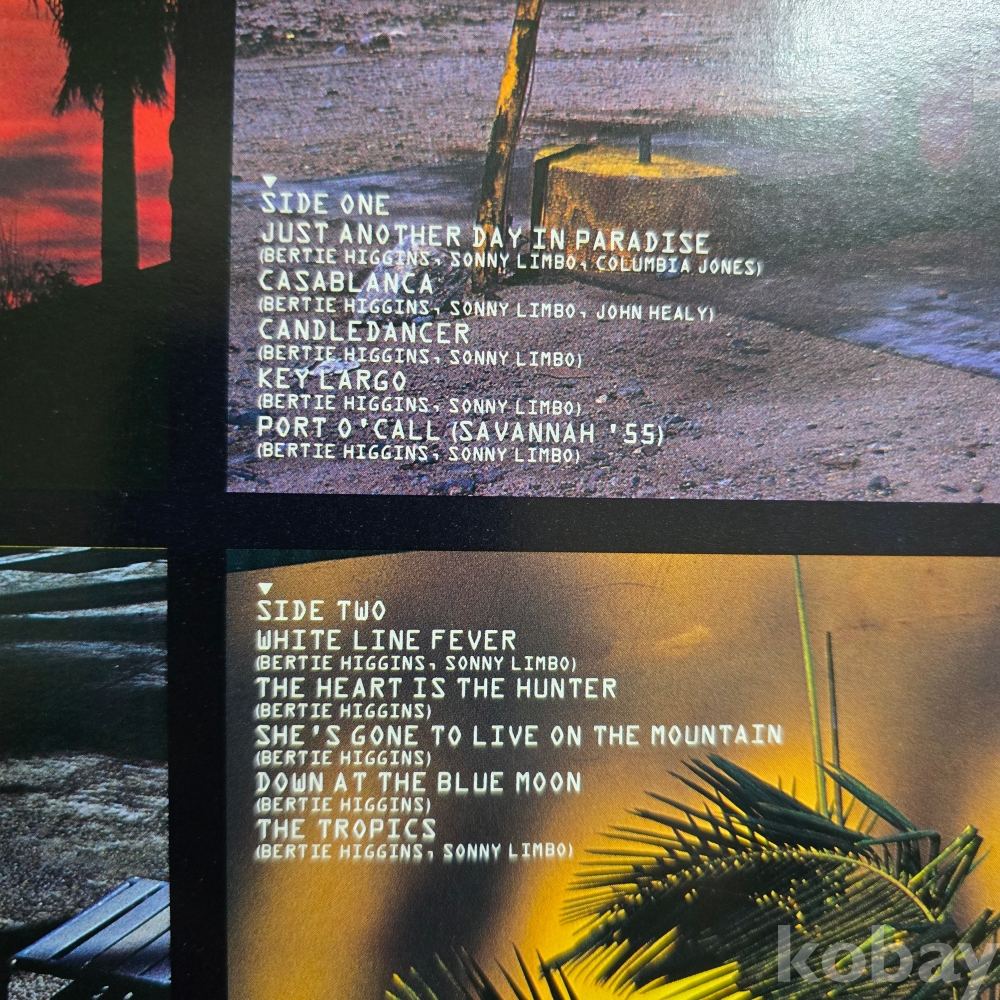 SIDE ONE
JUST ANOTHER DAY IN PARADISE
(BERTIE HIGGINS, SONNY LIMBO, COLUMBIA JONES)
CASABLANCA
(BERTIE HIGGINS, SONNY LIMBO, JOHN HEALY)
CANDLEDANCER
(BERTIE HIGGINS, SONNY LIMBO)
KEY LARGO
(BERTIE HIGGINS, SONNY LIMBO)
PORT O'CALL (SAVANNAH '55)
(BERTIE HIGGINS, SONNY LIMBO)
SIDE TWO
WHITE LINE FEVER
(BERTIE HIGGINS, SONNY LIMBO)
THE HEART IS THE HUNTER
(BERTIE HIGGINS)
SHE'S GONE TO LIVE ON THE MOUNTAIN
(BERTIE HIGGINS)
DOWN AT THE BLUE MOON
(BERTIE HIGGINS)
THE TROPICS
(BERTIE HIGGINS, SONNY LIMBO)
kobay